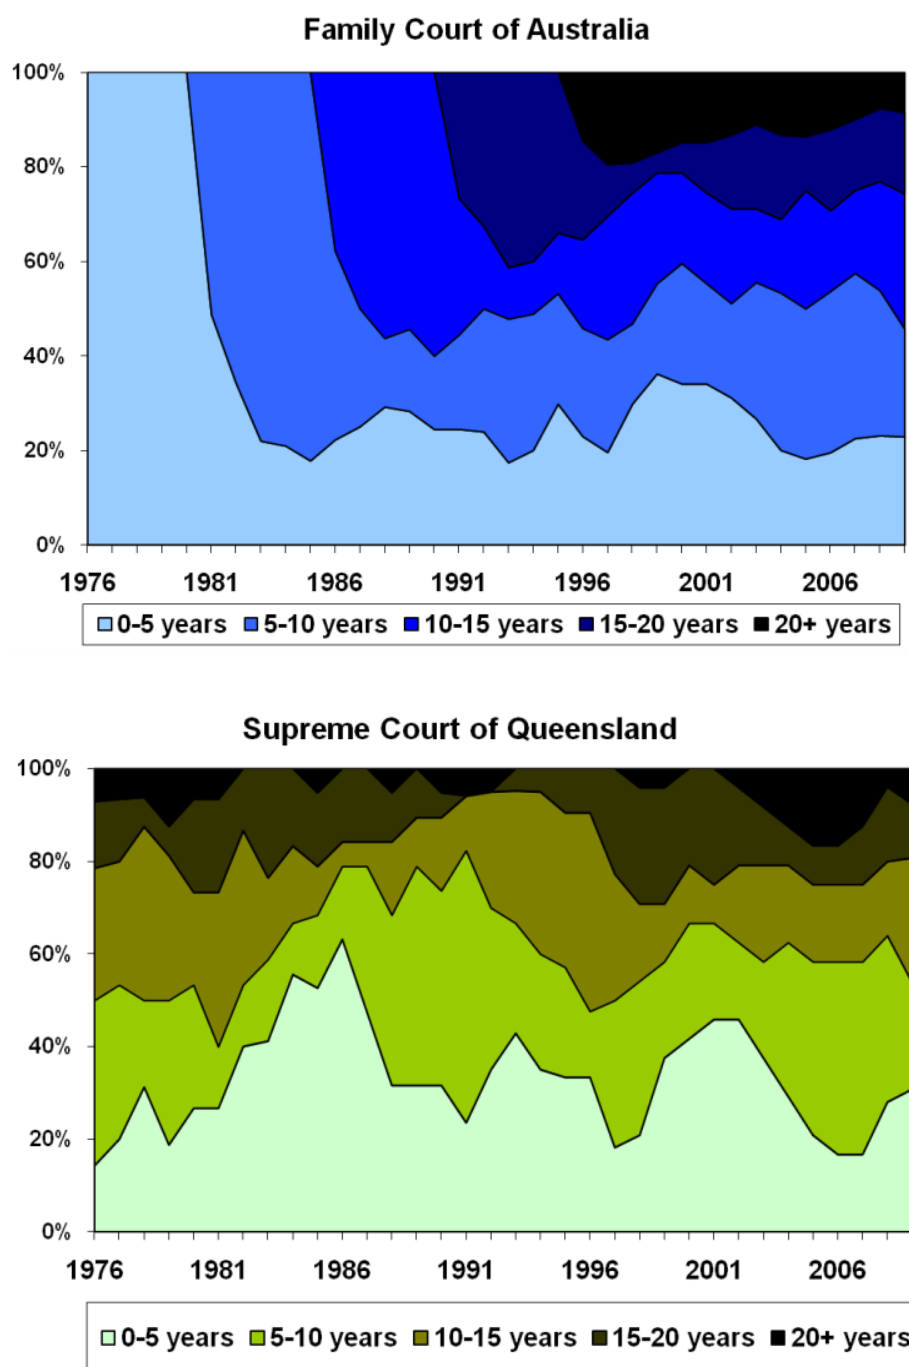 Family Court of Australia
100%
80%
60%
40%
20%
0%
1976 1981 1986 1991 1996 2001 2006
0-5 years 5-10 years 10-15 years 15-20 years 20+ years
Supreme Court of Queensland
100%
80%
60%
40%
20%
0%
1976 1981 1986 1991 1996 2001 2006
0-5 years 5-10 years 10-15 years 15-20 years 20+ years